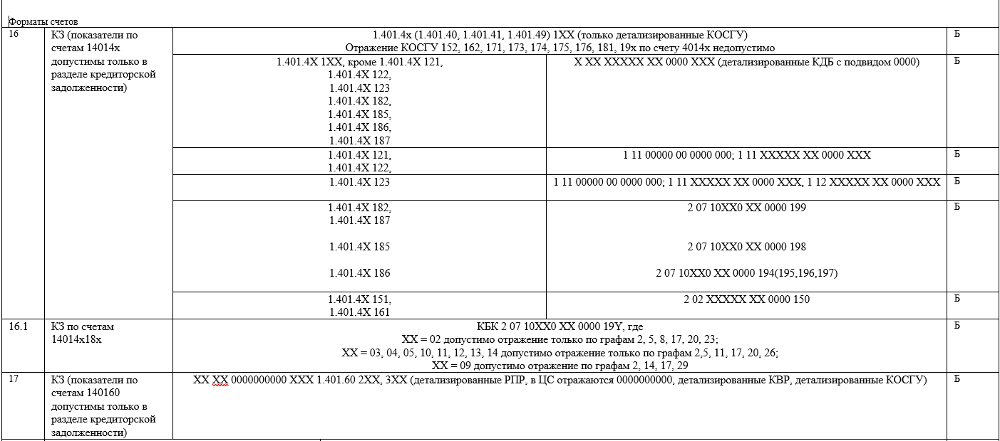 Форматы счетов
16
КЗ (показатели по
счетам 14014х
допустимы только в
разделе кредиторской
задолженности)
1.401.4х (1.401.40, 1.401.41, 1.401.49) 1ХХ (только детализированные КОСГУ)
Отражение КОСГУ 152, 162, 171, 173, 174, 175, 176, 181, 19х по счету 4014х недопустимо
Б
1.401.4Х 1ХХ, кроме 1.401.4Х 121,
1.401.4Х 122,
1.401.4Х 123
1.401.4Х 182,
1.401.4Х 185,
1.401.4Х 186,
1.401.4Х 187
Х ХХ ХХХХХ ХХ 0000 ХХХ (детализированные КДБ с подвидом 0000)
Б
1.401.4Х 121,
1.401.4Х 122,
1 11 00000 00 0000 000; 1 11 ХХХХХ ХХ 0000 ХХХ
Б
1.401.4Х 123
1 11 00000 00 0000 000; 1 11 ХХХХХ ХХ 0000 ХХХ, 1 12 ХХХХХ ХХ 0000 ХХХ
Б
1.401.4Х 182,
1.401.4Х 187
2 07 10ХХ0 ХХ 0000 199
Б
1.401.4Х 185
2 07 10ХХ0 ХХ 0000 198
1.401.4Х 186
2 07 10ХХ0 ХХ 0000 194(195,196,197)
1.401.4Х 151,
1.401.4Х 161
2 02 ХХХХХ ХХ 0000 150
Б
16.1
КЗ по счетам
14014х18х
КБК 2 07 10ХХ0 ХХ 0000 19Y, где
ХХ = 02 допустимо отражение только по графам 2, 5, 8, 17, 20, 23;
ХХ = 03, 04, 05, 10, 11, 12, 13, 14 допустимо отражение только по графам 2,5, 11, 17, 20, 26;
ХХ = 09 допустимо отражение по графам 2, 14, 17, 29
Б
17
КЗ (показатели по
счетам 140160
допустимы только в
разделе кредиторской
задолженности)
ХХ ХХ 0000000000 ХХХ 1.401.60 2ХХ, 3ХХ (детализированные РПР, в ЦС отражаются 0000000000, детализированные КВР, детализированные КОСГУ)
Б